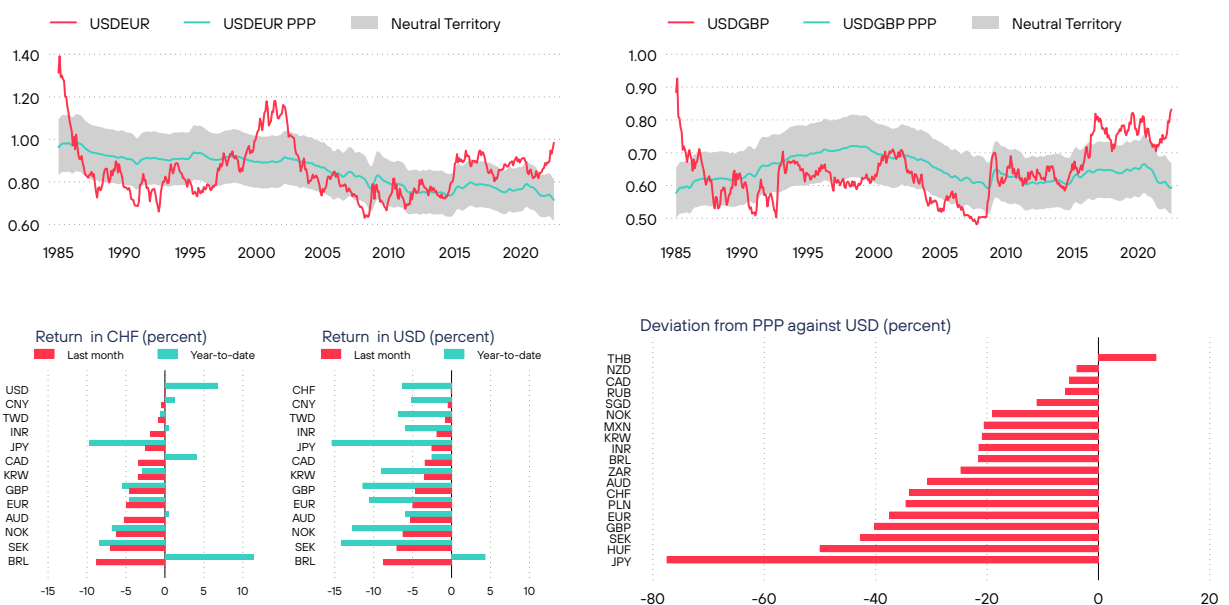 USDEUR USDEUR PPP Neutral Territory
1.40
1.20
1.00
0.80
0.60
1985 1990 1995 2000 2005 2010 2015 2020
USDGBP USDGBP PPP Neutral Territory
1.00
0.90
0.80
0.70
0.60
0.50
1985 1990 1995 2000 2005 2010 2015 2020
Return in CHF (percent)
Last month Year-to-date
USD
CNY
TWD
INR
JPY
CAD
KRW
GBP
EUR
AUD
NOK
SEK
BRL
-15 -10 -5 0 5 10
Return in USD (percent)
Last month Year-to-date
CHF
CNY
TWD
INR
JPY
CAD
KRW
GBP
EUR
AUD
NOK
SEK
BRL
-15 -10 -5 0 5 10
Deviation from PPP against USD (percent)
THB
NZD
CAD
RUB
SGD
NOK
MXN
KRW
INR
BRL
ZAR
AUD
CHF
PLN
EUR
GBP
SEK
HUF
JPY
-80 -60 -40 -20 0 20